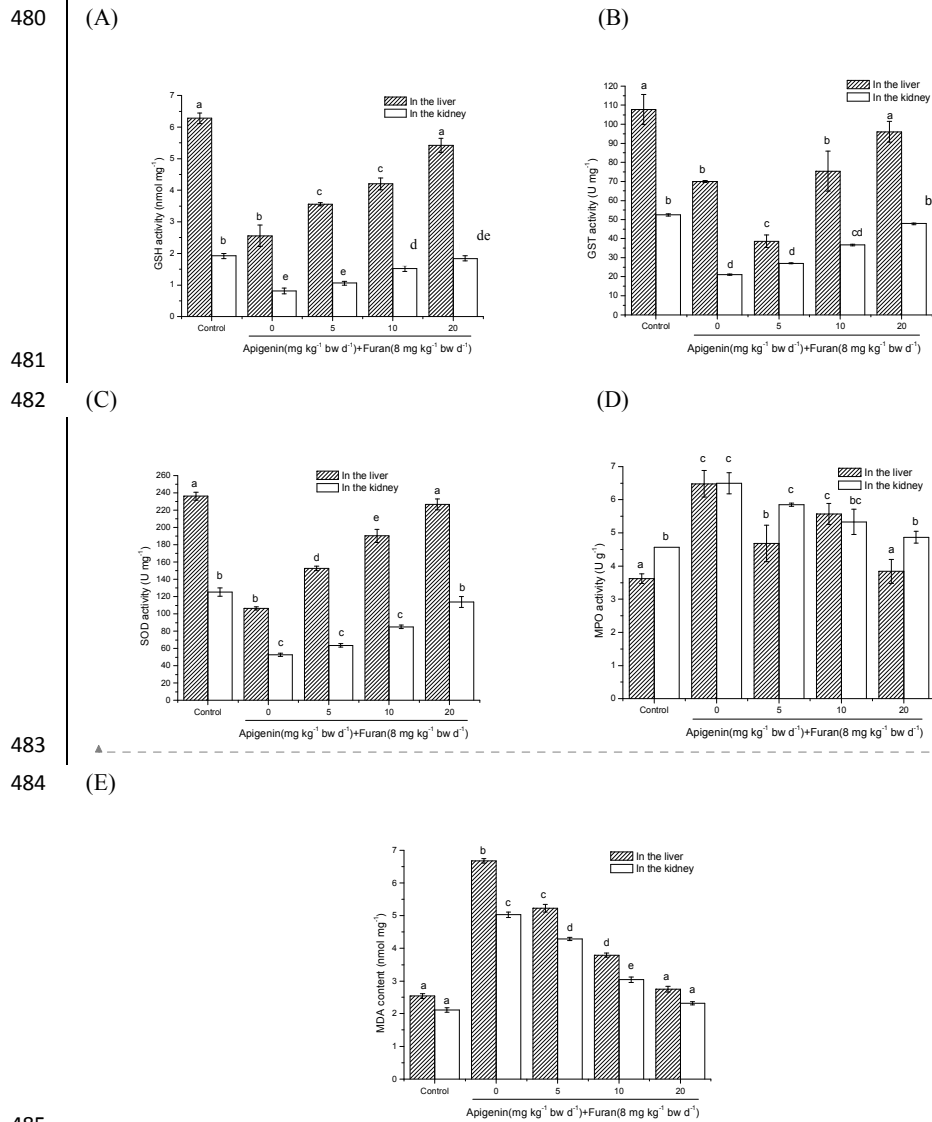 480 (A) (B)
7
6
5
4
3
2
1
0
GSH activity (nmol mg⁻¹)
In the liver
In the kidney
a b b e c e c d a de
Control 0 5 10 20
Apigenin(mg kg⁻¹ bw d⁻¹)+Furan(8 mg kg⁻¹ bw d⁻¹)
120
110
100
90
80
70
60
50
40
30
20
10
0
GST activity (U mg⁻¹)
In the liver
In the kidney
a b b d c d b cd a b
Control 0 5 10 20
Apigenin(mg kg⁻¹ bw d⁻¹)+Furan(8 mg kg⁻¹ bw d⁻¹)
481
482 (C) (D)
260
240
220
200
180
160
140
120
100
80
60
40
20
0
SOD activity (U mg⁻¹)
In the liver
In the kidney
a b b c d c e c a b
Control 0 5 10 20
Apigenin(mg kg⁻¹ bw d⁻¹)+Furan(8 mg kg⁻¹ bw d⁻¹)
7
6
5
4
3
2
1
0
MPO activity (U g⁻¹)
In the liver
In the kidney
a b c c b c c bc a b
Control 0 5 10 20
Apigenin(mg kg⁻¹ bw d⁻¹)+Furan(8 mg kg⁻¹ bw d⁻¹)
483
484 (E)
7
6
5
4
3
2
1
0
MDA content (nmol mg⁻¹)
In the liver
In the kidney
a a b c c d d e a a
Control 0 5 10 20
Apigenin(mg kg⁻¹ bw d⁻¹)+Furan(8 mg kg⁻¹ bw d⁻¹)